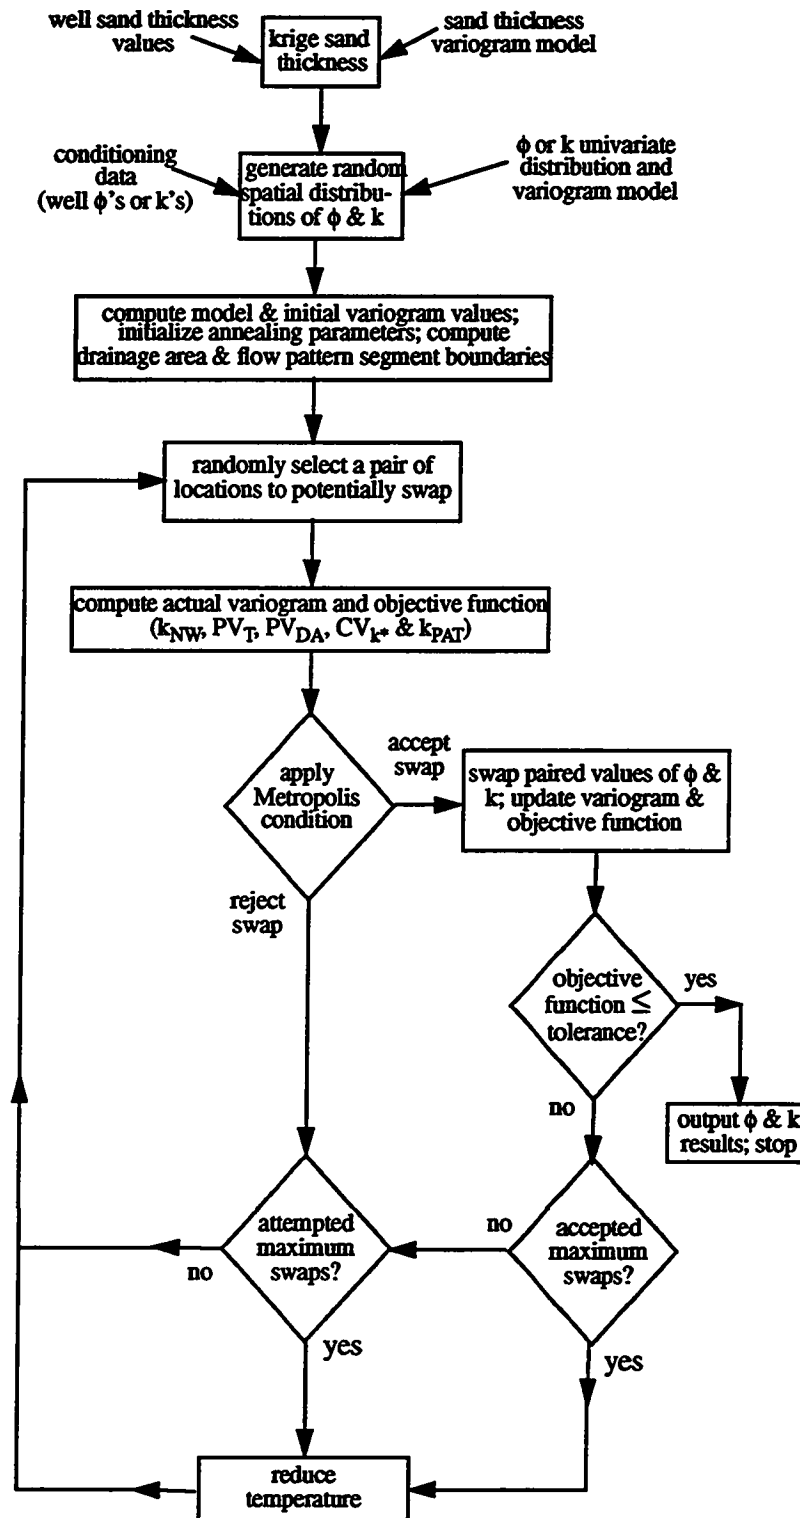 well sand thickness
values
krige sand
thickness
sand thickness
variogram model
conditioning
data
(well ϕ's or k's)
generate random
spatial distribu-
tions of ϕ & k
ϕ or k univariate
distribution and
variogram model
compute model & initial variogram values;
initialize annealing parameters; compute
drainage area & flow pattern segment boundaries
randomly select a pair of
locations to potentially swap
compute actual variogram and objective function
(kNW, PVT, PVDA, CVk* & kPAT)
apply
Metropolis
condition
accept
swap
swap paired values of ϕ &
k; update variogram &
objective function
reject
swap
objective
function ≤
tolerance?
yes
no
output ϕ & k
results; stop
attempted
maximum
swaps?
no
accepted
maximum
swaps?
no
yes
yes
reduce
temperature